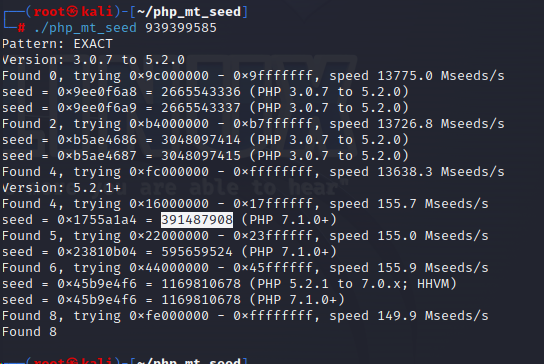 ┌──(root㉿kali)-[~/php_mt_seed]
└─# ./php_mt_seed 939399585
Pattern: EXACT
Version: 3.0.7 to 5.2.0
Found 0, trying 0×9c000000 - 0×9fffffff, speed 13775.0 Mseeds/s
seed = 0×9ee0f6a8 = 2665543336 (PHP 3.0.7 to 5.2.0)
seed = 0×9ee0f6a9 = 2665543337 (PHP 3.0.7 to 5.2.0)
Found 2, trying 0×b4000000 - 0×b7ffffff, speed 13726.8 Mseeds/s
seed = 0×b5ae4686 = 3048097414 (PHP 3.0.7 to 5.2.0)
seed = 0×b5ae4687 = 3048097415 (PHP 3.0.7 to 5.2.0)
Found 4, trying 0×fc000000 - 0×ffffffff, speed 13638.3 Mseeds/s
Version: 5.2.1+
Found 4, trying 0×16000000 - 0×17ffffff, speed 155.7 Mseeds/s
seed = 0×1755a1a4 = 391487908 (PHP 7.1.0+)
Found 5, trying 0×22000000 - 0×23ffffff, speed 155.0 Mseeds/s
seed = 0×23810b04 = 595659524 (PHP 7.1.0+)
Found 6, trying 0×44000000 - 0×45ffffff, speed 155.9 Mseeds/s
seed = 0×45b9e4f6 = 1169810678 (PHP 5.2.1 to 7.0.x; HHVM)
seed = 0×45b9e4f6 = 1169810678 (PHP 7.1.0+)
Found 8, trying 0×fe000000 - 0×ffffffff, speed 149.9 Mseeds/s
Found 8